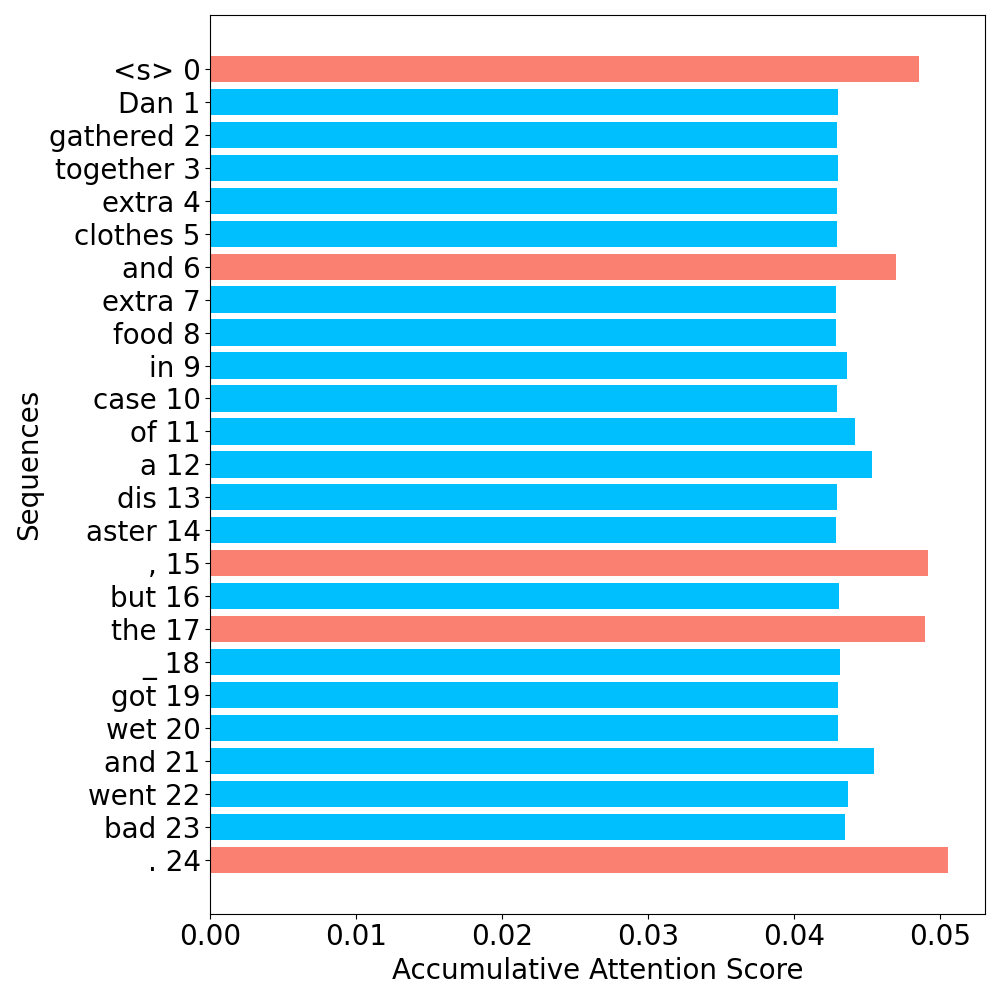 <s> 0
Dan 1
gathered 2
together 3
extra 4
clothes 5
and 6
extra 7
food 8
in 9
case 10
of 11
a 12
dis 13
aster 14
, 15
but 16
the 17
_ 18
got 19
wet 20
and 21
went 22
bad 23
. 24
Sequences
0.00 0.01 0.02 0.03 0.04 0.05
Accumulative Attention Score